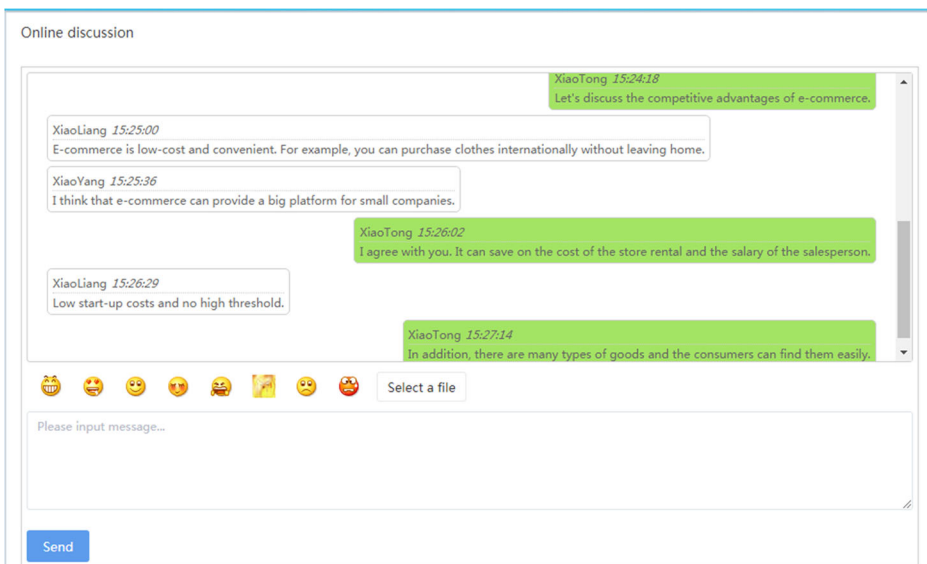 Online discussion
XiaoTong 15:24:18
Let's discuss the competitive advantages of e-commerce.
XiaoLiang 15:25:00
E-commerce is low-cost and convenient. For example, you can purchase clothes internationally without leaving home.
XiaoYang 15:25:36
I think that e-commerce can provide a big platform for small companies.
XiaoTong 15:26:02
I agree with you. It can save on the cost of the store rental and the salary of the salesperson.
XiaoLiang 15:26:29
Low start-up costs and no high threshold.
XiaoTong 15:27:14
In addition, there are many types of goods and the consumers can find them easily.
Select a file
Please input message...
Send